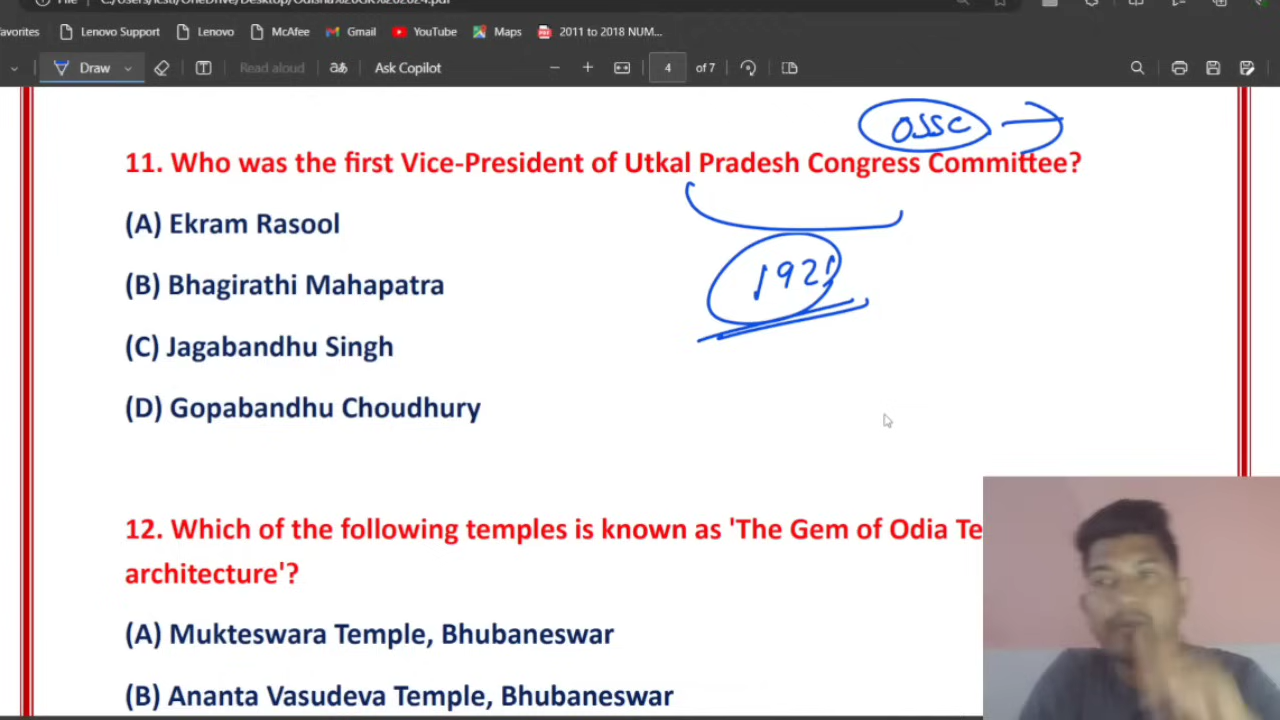 avorites Lenovo Support Lenovo McAfee Gmail YouTube Maps 2011 to 2018 NUM...
Draw Read aloud aあ Ask Copilot 4 of 7
OSSC
11. Who was the first Vice-President of Utkal Pradesh Congress Committee?
(A) Ekram Rasool
1921
(B) Bhagirathi Mahapatra
(C) Jagabandhu Singh
(D) Gopabandhu Choudhury
12. Which of the following temples is known as 'The Gem of Odia Te
architecture'?
(A) Mukteswara Temple, Bhubaneswar
(B) Ananta Vasudeva Temple, Bhubaneswar